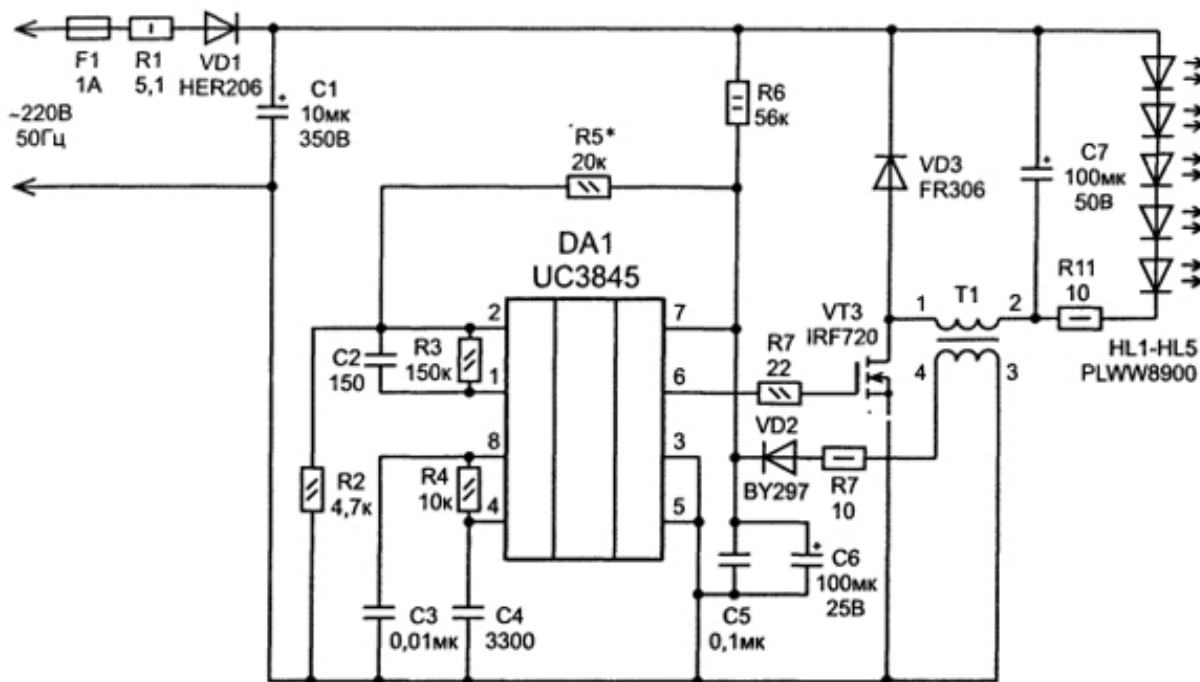 F1
1А
R1
5,1
VD1
HER206
~220В
50Гц
C1
+
10мк
350В
R5*
20к
R6
56к
VD3
FR306
+
C7
100мк
50В
DA1
UC3845
2
7
1
6
8
3
4
5
C2
150
R3
150к
R2
4,7к
R4
10к
C3
0,01мк
C4
3300
R7
22
VT3
IRF720
1
T1
2
4
3
R11
10
HL1-HL5
PLWW8900
VD2
BY297
R7
10
C5
0,1мк
+
C6
100мк
25В